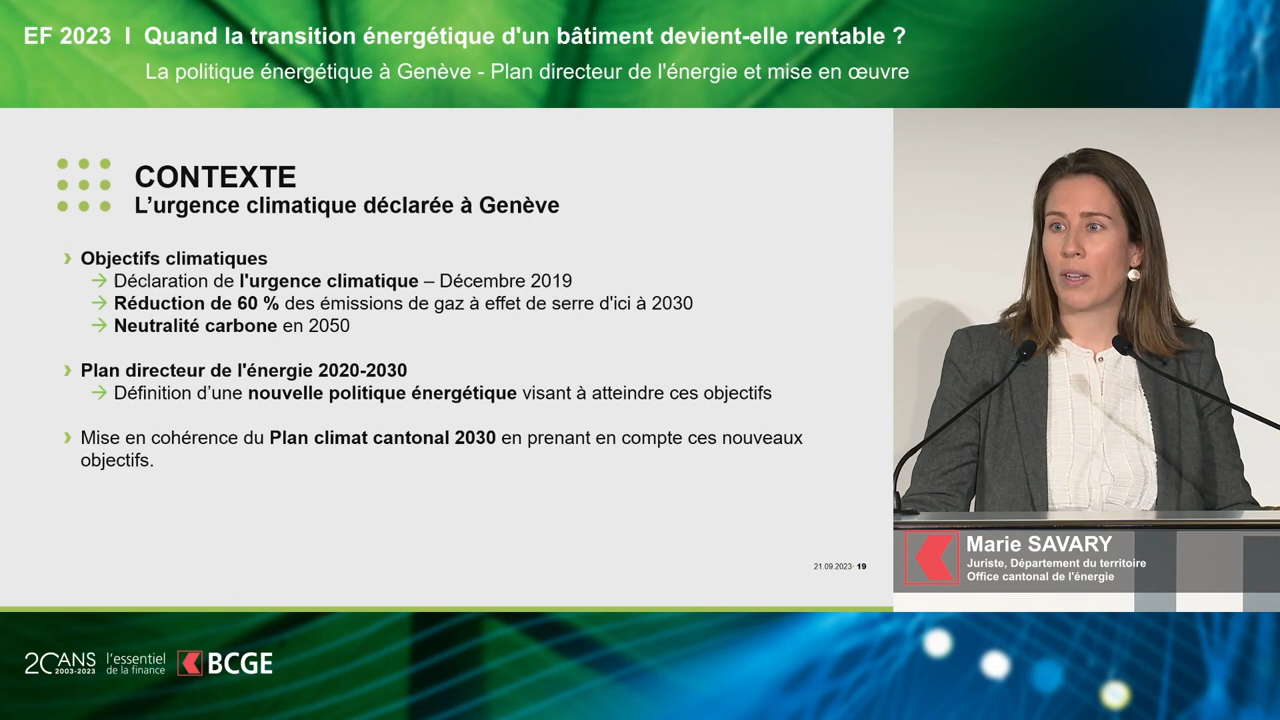 EF 2023 I Quand la transition énergétique d'un bâtiment devient-elle rentable ?
La politique énergétique à Genève - Plan directeur de l'énergie et mise en œuvre
CONTEXTE
L'urgence climatique déclarée à Genève
› Objectifs climatiques
→ Déclaration de l'urgence climatique – Décembre 2019
→ Réduction de 60 % des émissions de gaz à effet de serre d'ici à 2030
→ Neutralité carbone en 2050
› Plan directeur de l'énergie 2020-2030
→ Définition d'une nouvelle politique énergétique visant à atteindre ces objectifs
› Mise en cohérence du Plan climat cantonal 2030 en prenant en compte ces nouveaux
objectifs.
21.09.2023· 19
Marie SAVARY
Juriste, Département du territoire
Office cantonal de l'énergie
20 ANS
2003-2023
l'essentiel
de la finance
BCGE